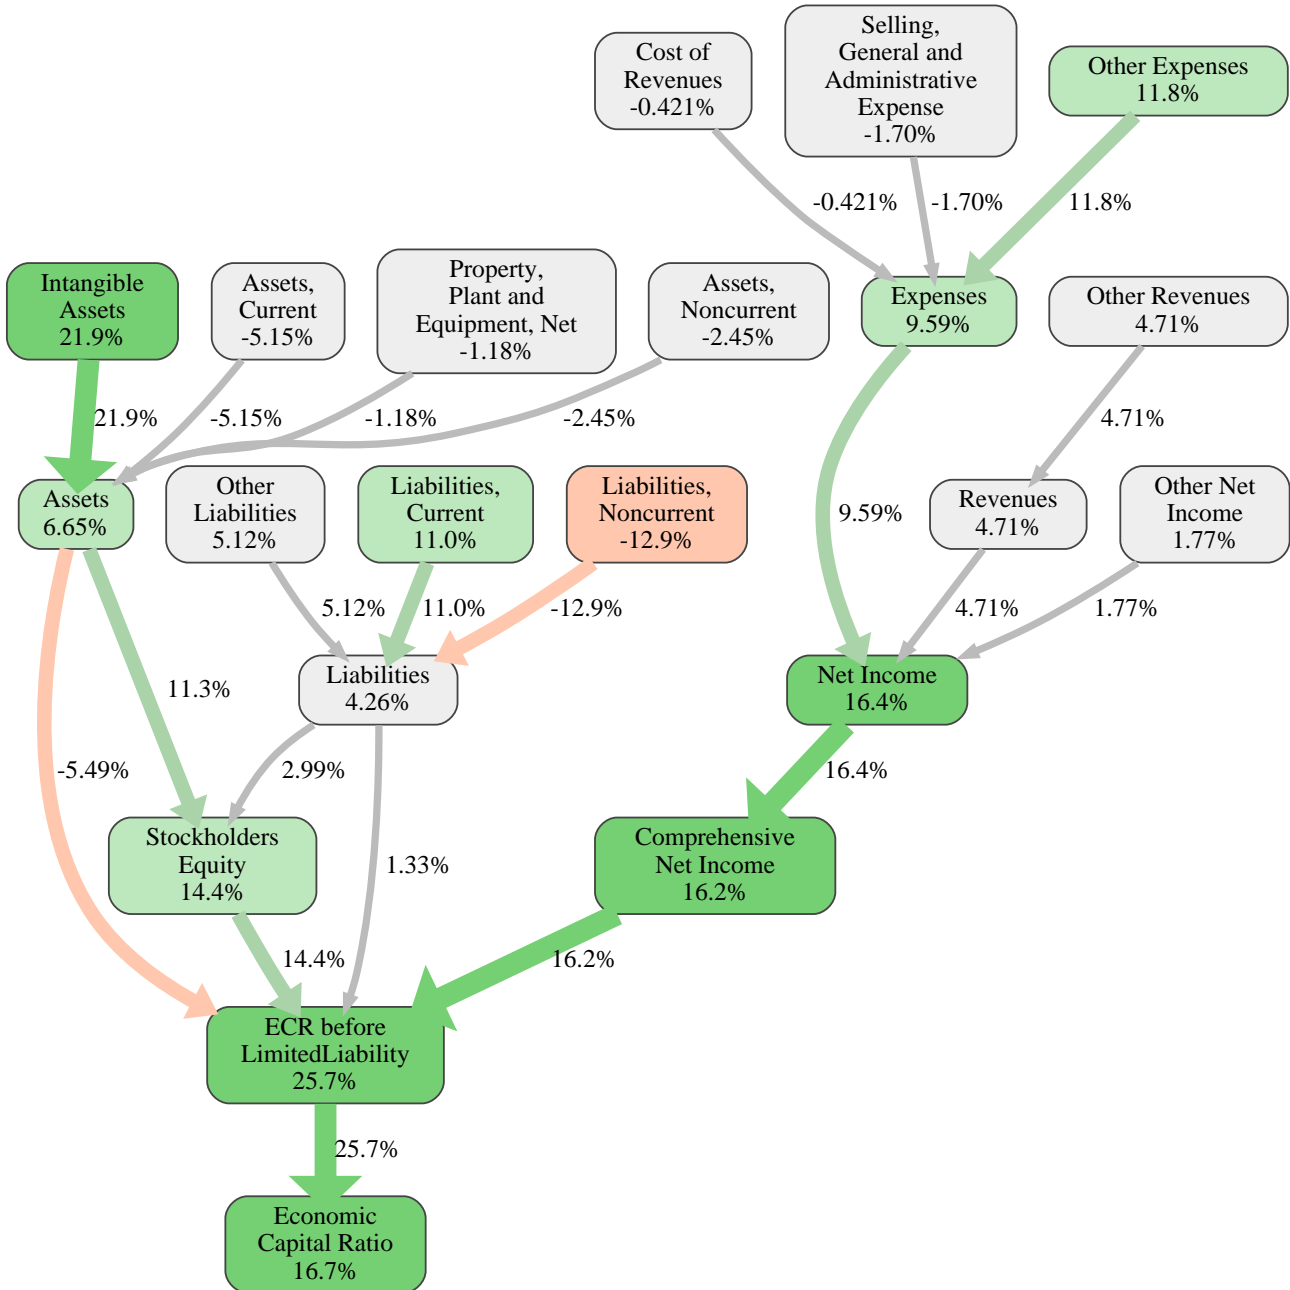 Cost of
Revenues
-0.421%
Selling,
General and
Administrative
Expense
-1.70%
Other Expenses
11.8%
-0.421%
-1.70%
11.8%
Intangible
Assets
21.9%
Assets,
Current
-5.15%
Property,
Plant and
Equipment, Net
-1.18%
Assets,
Noncurrent
-2.45%
Expenses
9.59%
Other Revenues
4.71%
21.9%
-5.15%
-1.18%
-2.45%
4.71%
Assets
6.65%
Other
Liabilities
5.12%
Liabilities,
Current
11.0%
Liabilities,
Noncurrent
-12.9%
9.59%
Revenues
4.71%
Other Net
Income
1.77%
5.12%
11.0%
-12.9%
4.71%
1.77%
11.3%
Liabilities
4.26%
Net Income
16.4%
-5.49%
2.99%
16.4%
Stockholders
Equity
14.4%
1.33%
Comprehensive
Net Income
16.2%
14.4%
16.2%
ECR before
LimitedLiability
25.7%
25.7%
Economic
Capital Ratio
16.7%